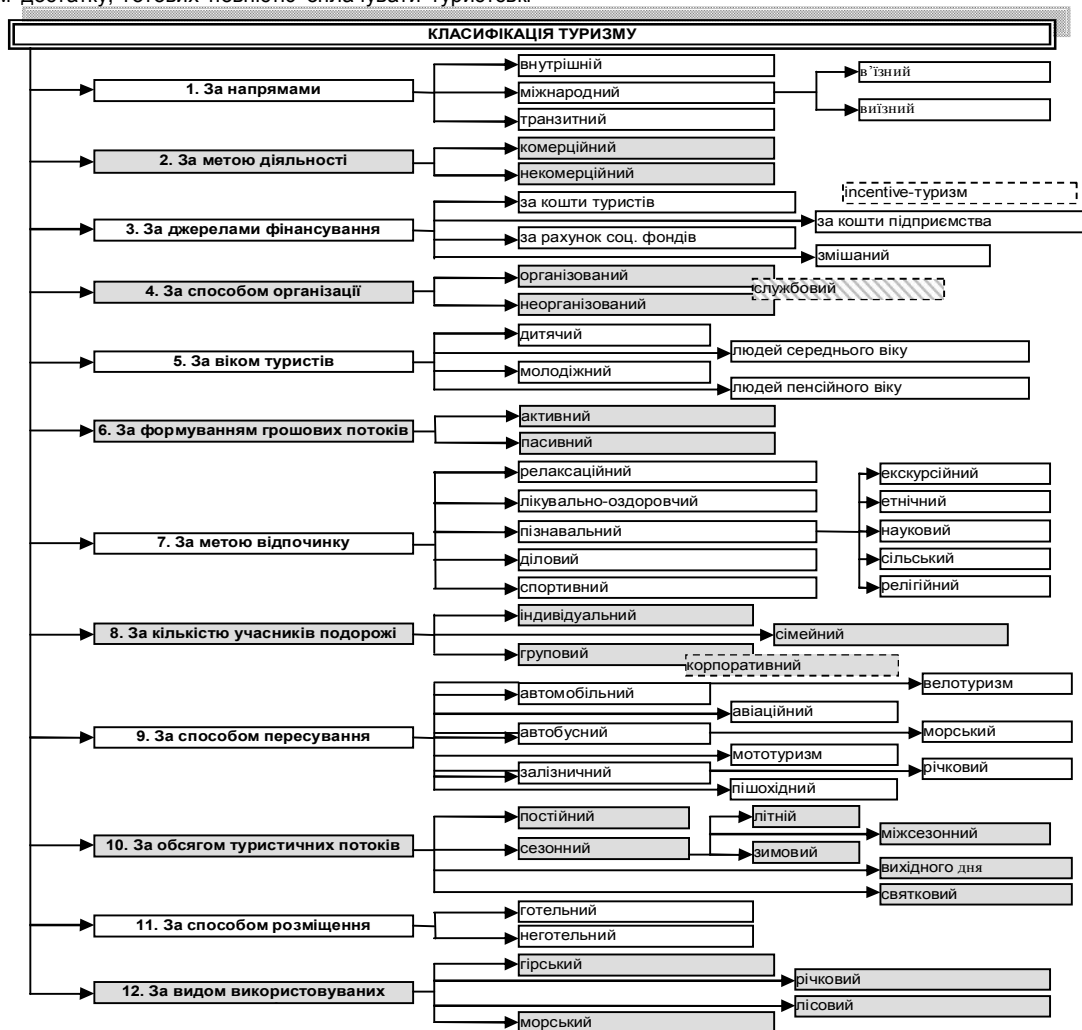 КЛАСИФІКАЦІЯ ТУРИЗМУ
1. За напрямами
внутрішній
міжнародний
транзитний
в’їзний
виїзний
2. За метою діяльності
комерційний
некомерційний
3. За джерелами фінансування
за кошти туристів
за рахунок соц. фондів
incentive-туризм
за кошти підприємства
змішаний
4. За способом організації
організований
неорганізований
службовий
5. За віком туристів
дитячий
молодіжний
людей середнього віку
людей пенсійного віку
6. За формуванням грошових потоків
активний
пасивний
7. За метою відпочинку
релаксаційний
лікувально-оздоровчий
пізнавальний
діловий
спортивний
екскурсійний
етнічний
науковий
сільський
релігійний
8. За кількістю учасників подорожі
індивідуальний
сімейний
груповий
корпоративний
9. За способом пересування
автомобільний
автобусний
залізничний
авіаційний
мототуризм
пішохідний
велотуризм
морський
річковий
10. За обсягом туристичних потоків
постійний
сезонний
літній
зимовий
міжсезонний
вихідного дня
святковий
11. За способом розміщення
готельний
неготельний
12. За видом використовуваних
гірський
річковий
лісовий
морський